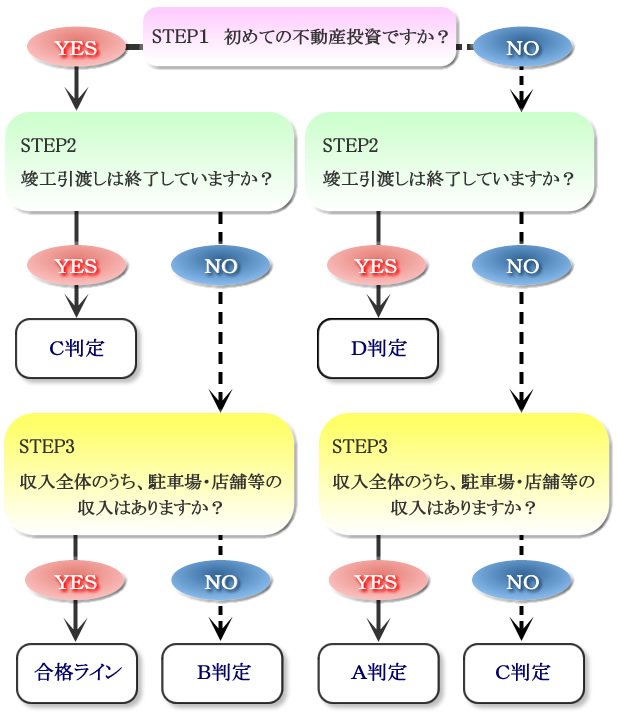 YES
STEP1 初めての不動産投資ですか？
NO
STEP2
竣工引渡しは終了していますか？
STEP2
竣工引渡しは終了していますか？
YES
NO
YES
NO
C判定
D判定
STEP3
収入全体のうち、駐車場・店舗等の
収入はありますか？
STEP3
収入全体のうち、駐車場・店舗等の
収入はありますか？
YES
NO
YES
NO
合格ライン
B判定
A判定
C判定